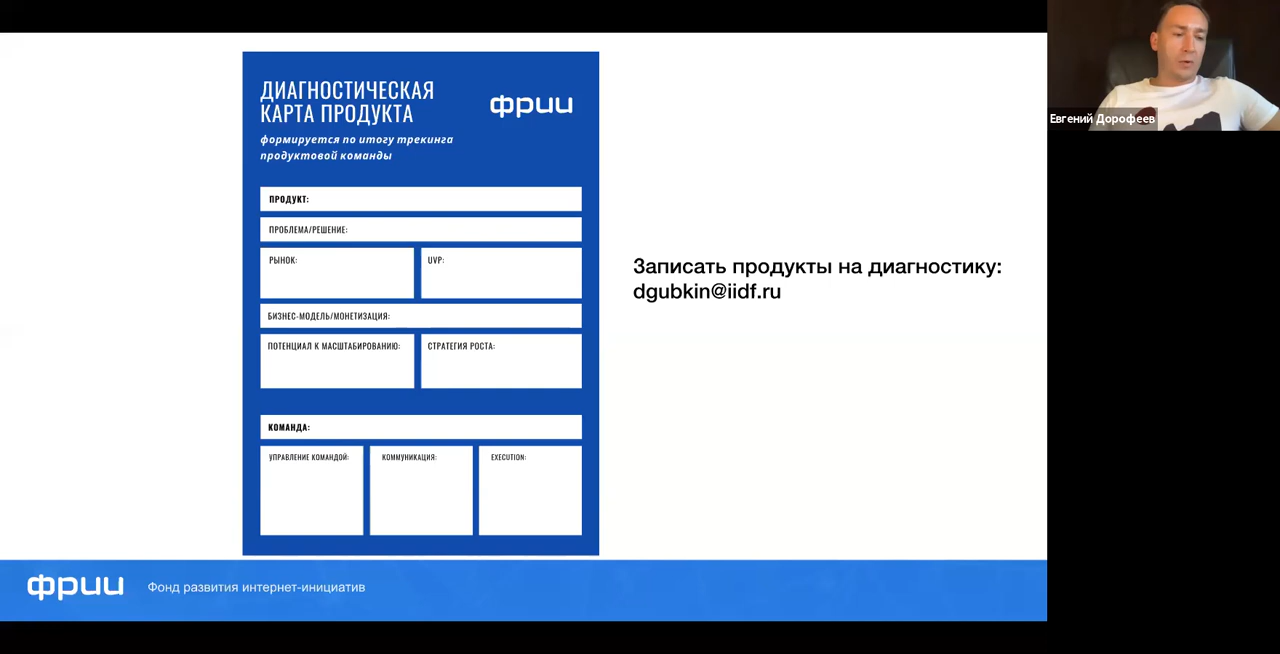 ДИАГНОСТИЧЕСКАЯ
КАРТА ПРОДУКТА
фрии
формируется по итогу трекинга
продуктовой команды
ПРОДУКТ:
ПРОБЛЕМА/РЕШЕНИЕ:
РЫНОК:
UVP:
БИЗНЕС-МОДЕЛЬ/МОНЕТИЗАЦИЯ:
ПОТЕНЦИАЛ К МАСШТАБИРОВАНИЮ:
СТРАТЕГИЯ РОСТА:
КОМАНДА:
УПРАВЛЕНИЕ КОМАНДОЙ:
КОММУНИКАЦИЯ:
EXECUTION:
Записать продукты на диагностику:
dgubkin@iidf.ru
Евгений Дорофеев
фрии
Фонд развития интернет-инициатив